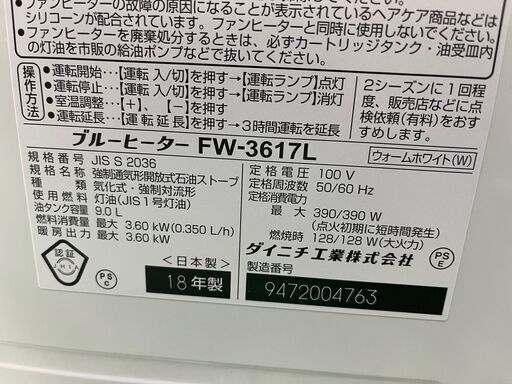 ファンヒーターの故障の原因になるとされているヘアケア商品などは
シリコーンが配合されています。ファンヒーターと同時に使用しないでください。
ファンヒーターを廃棄処分するときは、必ずカートリッジタンク・油受皿内
の灯油を市販の給油ポンプなどで抜いてください。
操作方法
運転開始…【運転 入/切】を押す→【運転ランプ】点灯
運転停止…【運転 入/切】を押す→【運転ランプ】消灯
室温調整…【+】、【-】を押す
運転延長…【運転 延長】を押す→3時間運転を延長
2シーズンに1回程
度、販売店などの点
検依頼(有料)をおす
すめします
ブルーヒーター FW-3617L
ウォームホワイト(W)
規格番号 JIS S 2036
規格名称 強制通気形開放式石油ストーブ
種類 気化式・強制対流形
使用燃料 灯油(JIS1号灯油)
油タンク容量 9.0 L
燃料消費量 最大 3.60 kW (0.350 L/h)
暖房出力 最大 3.60 kW
定格電圧 100 V
定格周波数 50/60 Hz
定格消費電力
最大 390/390 W
(点火初期に短時間発生)
燃焼時 128/128 W(大火力)
認証
JHIA
PS
C
<日本製>
18年製
ダイニチ工業株式会社
PS
E
製造番号
9472004763